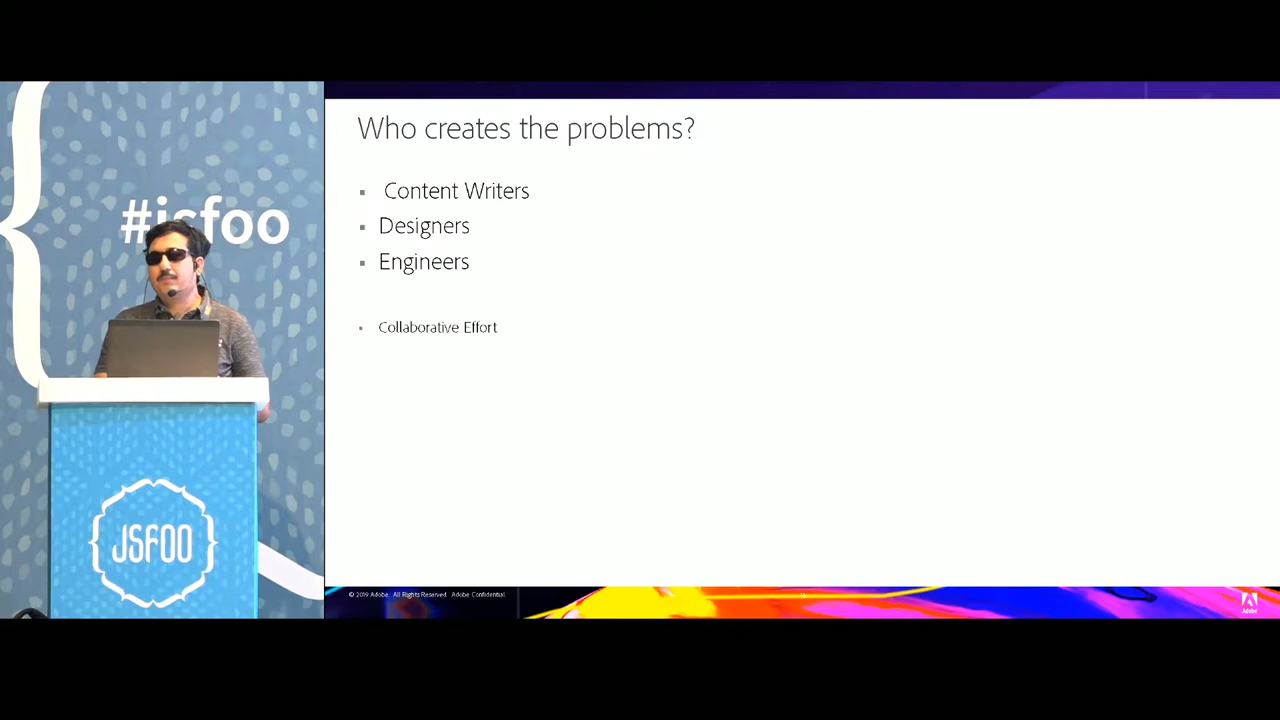 #jsfoo
JSFOO
Who creates the problems?
Content Writers
Designers
Engineers
Collaborative Effort
© 2019 Adobe. All Rights Reserved. Adobe Confidential.
Adobe